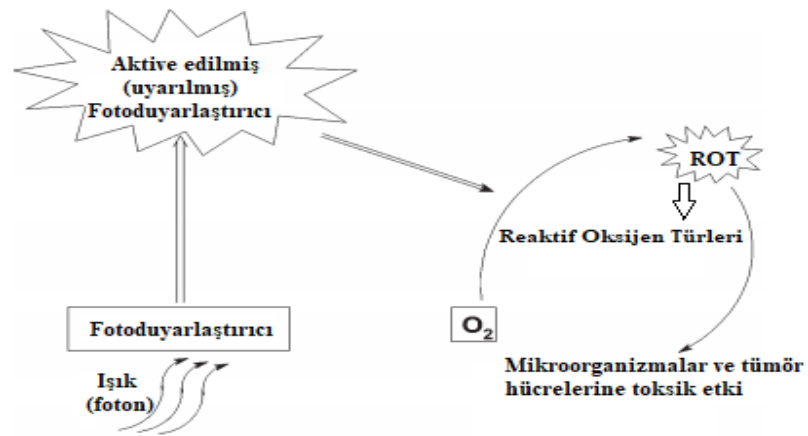 Aktive edilmiş
(uyarılmış)
Fotoduyarlaştırıcı
ROT
Reaktif Oksijen Türleri
Fotoduyarlaştırıcı
O2
Işık
(foton)
Mikroorganizmalar ve tümör
hücrelerine toksik etki